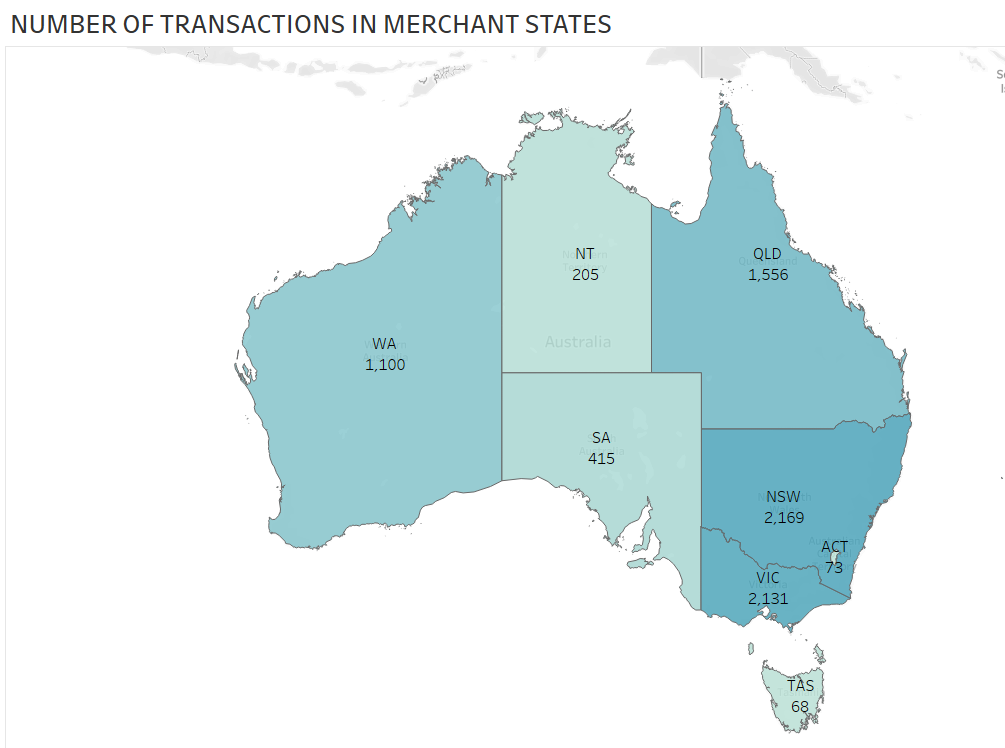 NUMBER OF TRANSACTIONS IN MERCHANT STATES
NT
205
QLD
1,556
Australia
WA
1,100
SA
415
NSW
2,169
ACT
73
VIC
2,131
TAS
68